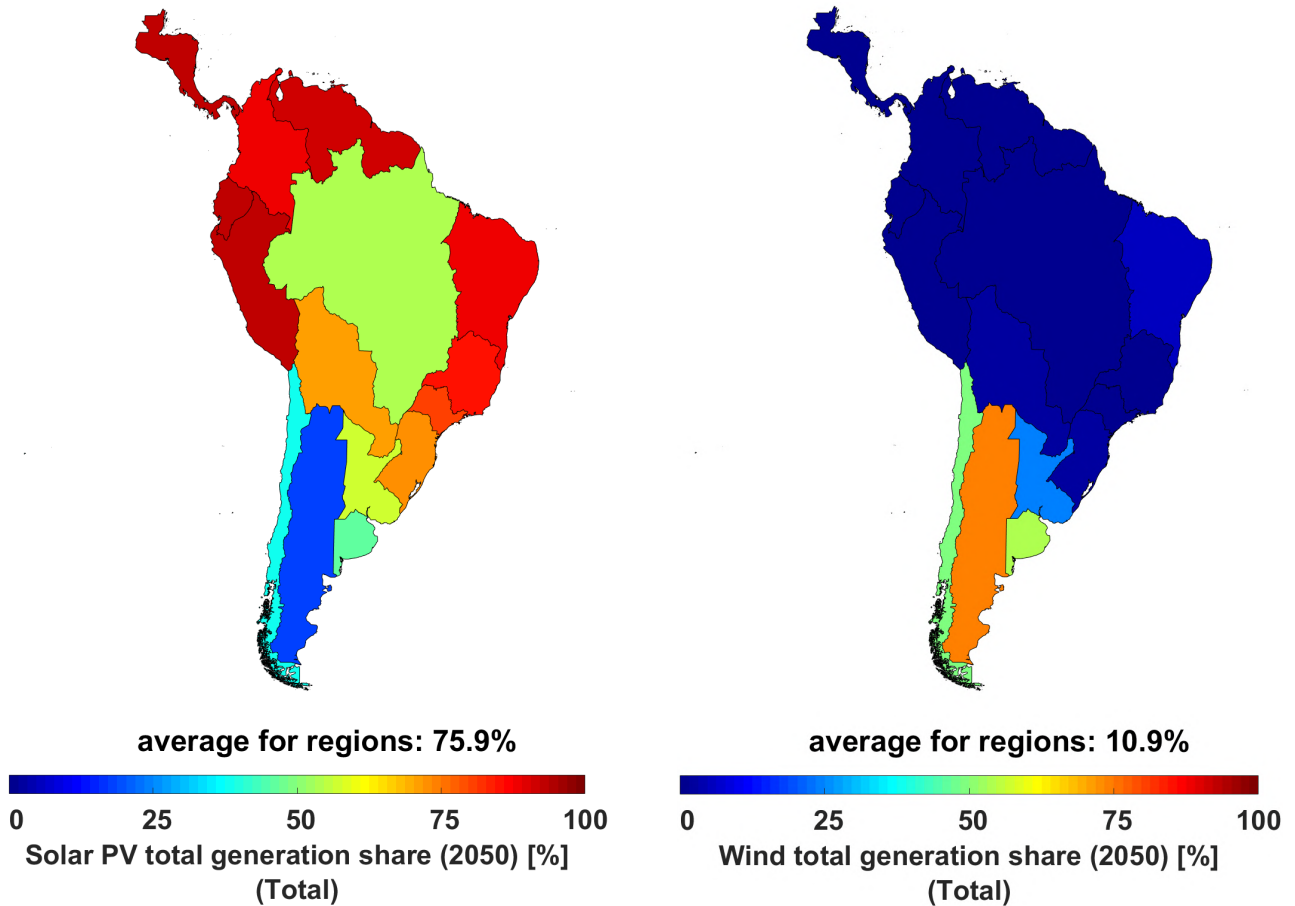 average for regions: 75.9%
0 25 50 75 100
Solar PV total generation share (2050) [%]
(Total)
average for regions: 10.9%
0 25 50 75 100
Wind total generation share (2050) [%]
(Total)